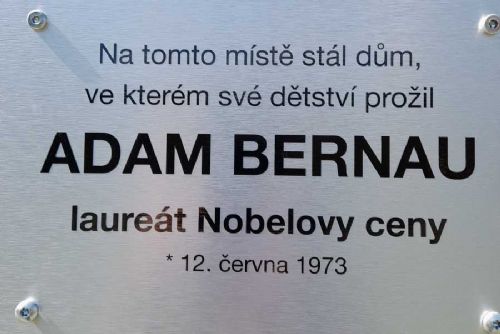 Na tomto místě stál dům,
ve kterém své dětství prožil
ADAM BERNAU
laureát Nobelovy ceny
* 12. června 1973